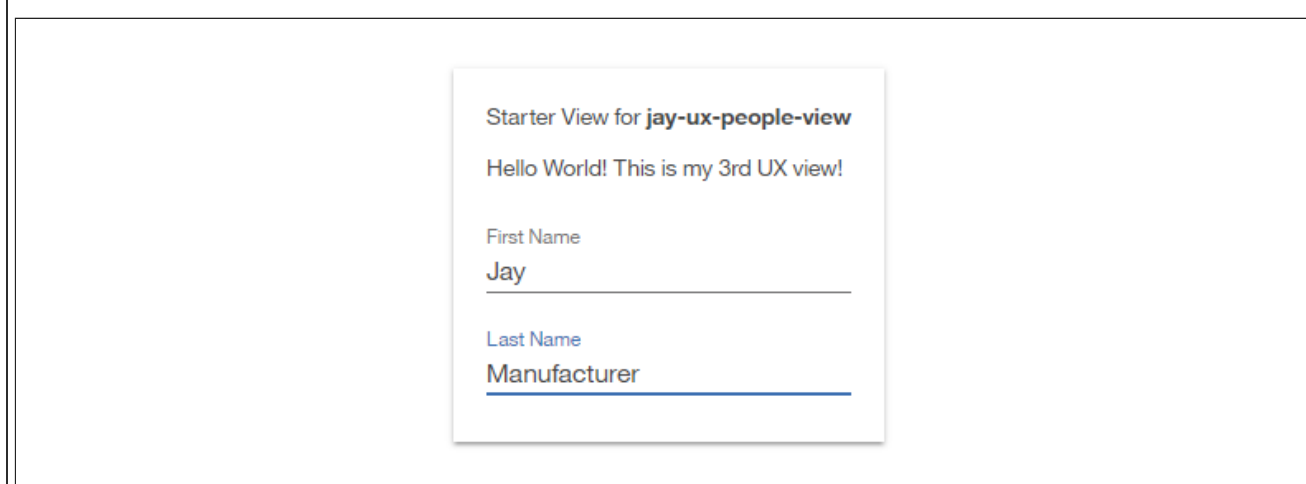 Starter View for jay-ux-people-view
Hello World! This is my 3rd UX view!
First Name
Jay
Last Name
Manufacturer